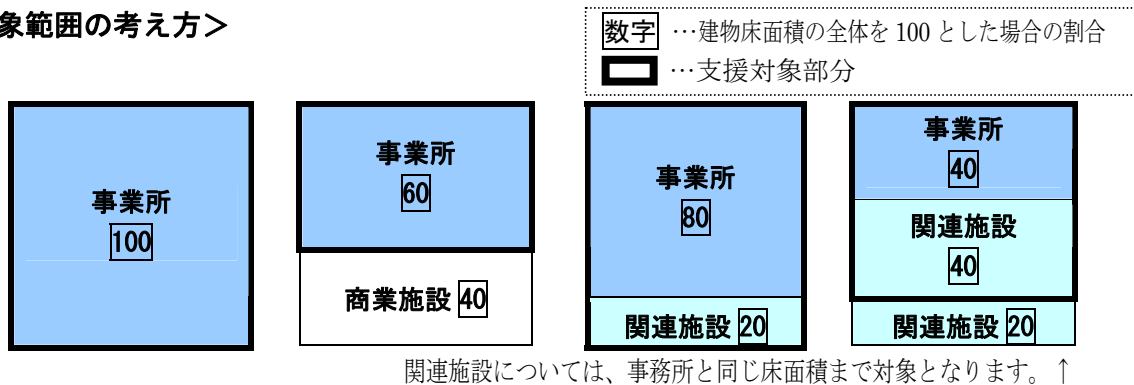 象範囲の考え方＞
数字 …建物床面積の全体を 100 とした場合の割合
…支援対象部分
事業所
100
事業所
60
商業施設 40
事業所
80
関連施設 20
事業所
40
関連施設
40
関連施設 20
関連施設については、事務所と同じ床面積まで対象となります。↑